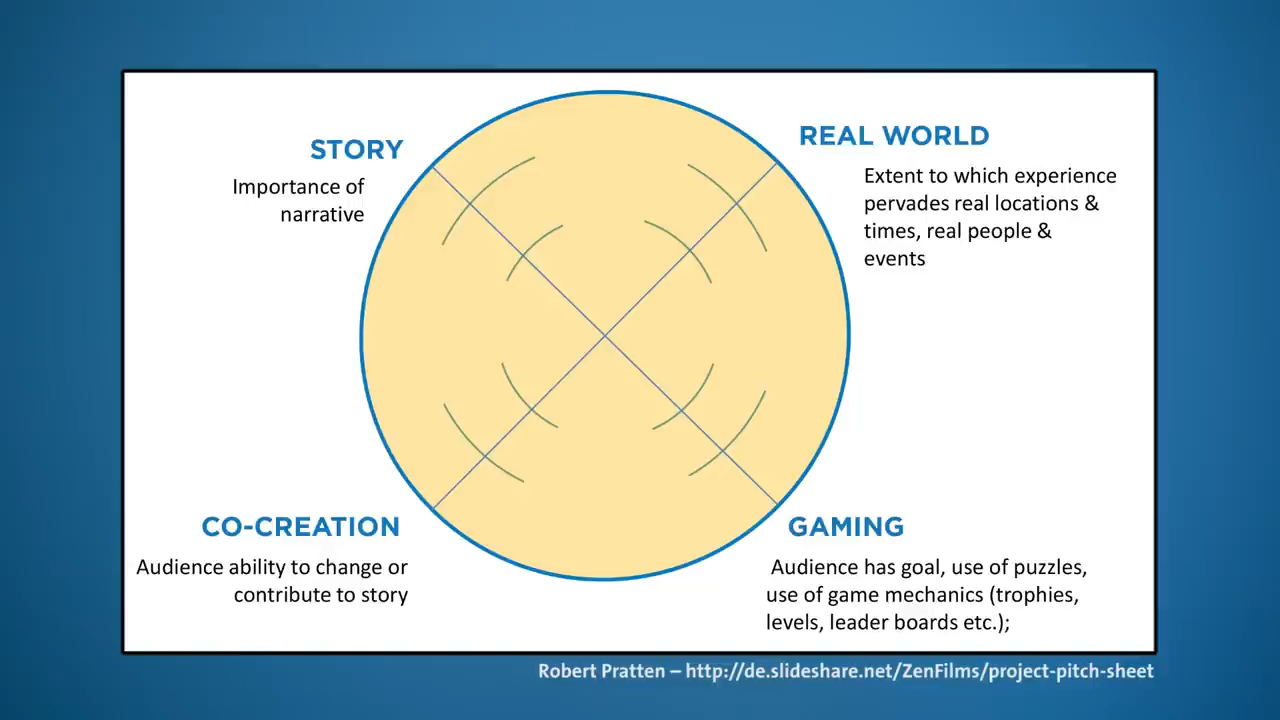 STORY
Importance of
narrative
REAL WORLD
Extent to which experience
pervades real locations &
times, real people &
events
CO-CREATION
Audience ability to change or
contribute to story
GAMING
Audience has goal, use of puzzles,
use of game mechanics (trophies,
levels, leader boards etc.);
Robert Pratten – http://de.slideshare.net/ZenFilms/project-pitch-sheet